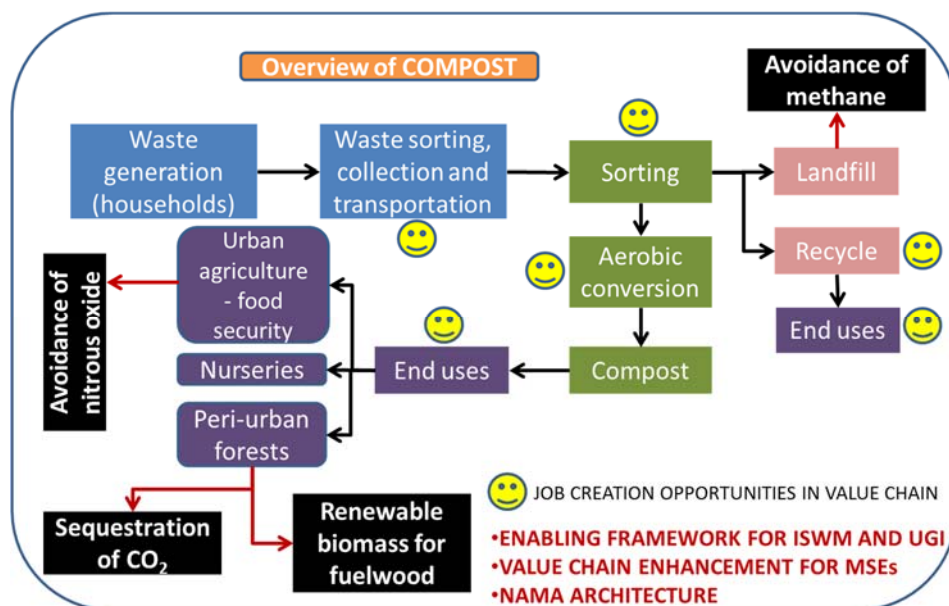 Overview of COMPOST
Avoidance of
methane
Waste
generation
(households)
Waste sorting,
collection and
transportation
Sorting
Landfill
Recycle
End uses
Aerobic
conversion
Compost
End uses
Urban
agriculture
- food
security
Nurseries
Peri-urban
forests
Avoidance of
nitrous oxide
Sequestration
of CO₂
Renewable
biomass for
fuelwood
JOB CREATION OPPORTUNITIES IN VALUE CHAIN
•ENABLING FRAMEWORK FOR ISWM AND UGI
•VALUE CHAIN ENHANCEMENT FOR MSEs
•NAMA ARCHITECTURE